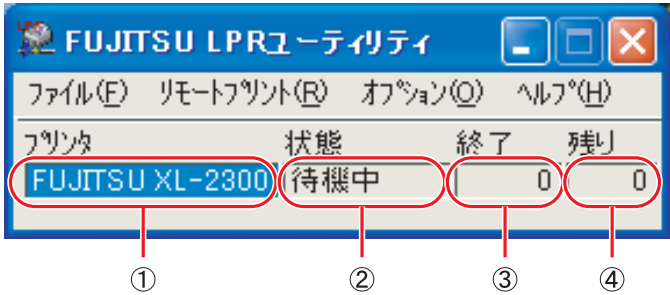 FUJITSU LPRユーティリティ
ファイル(F) リモートプリント(R) オプション(O) ヘルプ(H)
プリンタ 状態 終了 残り
FUJITSU XL-2300 待機中 0 0
① ② ③ ④